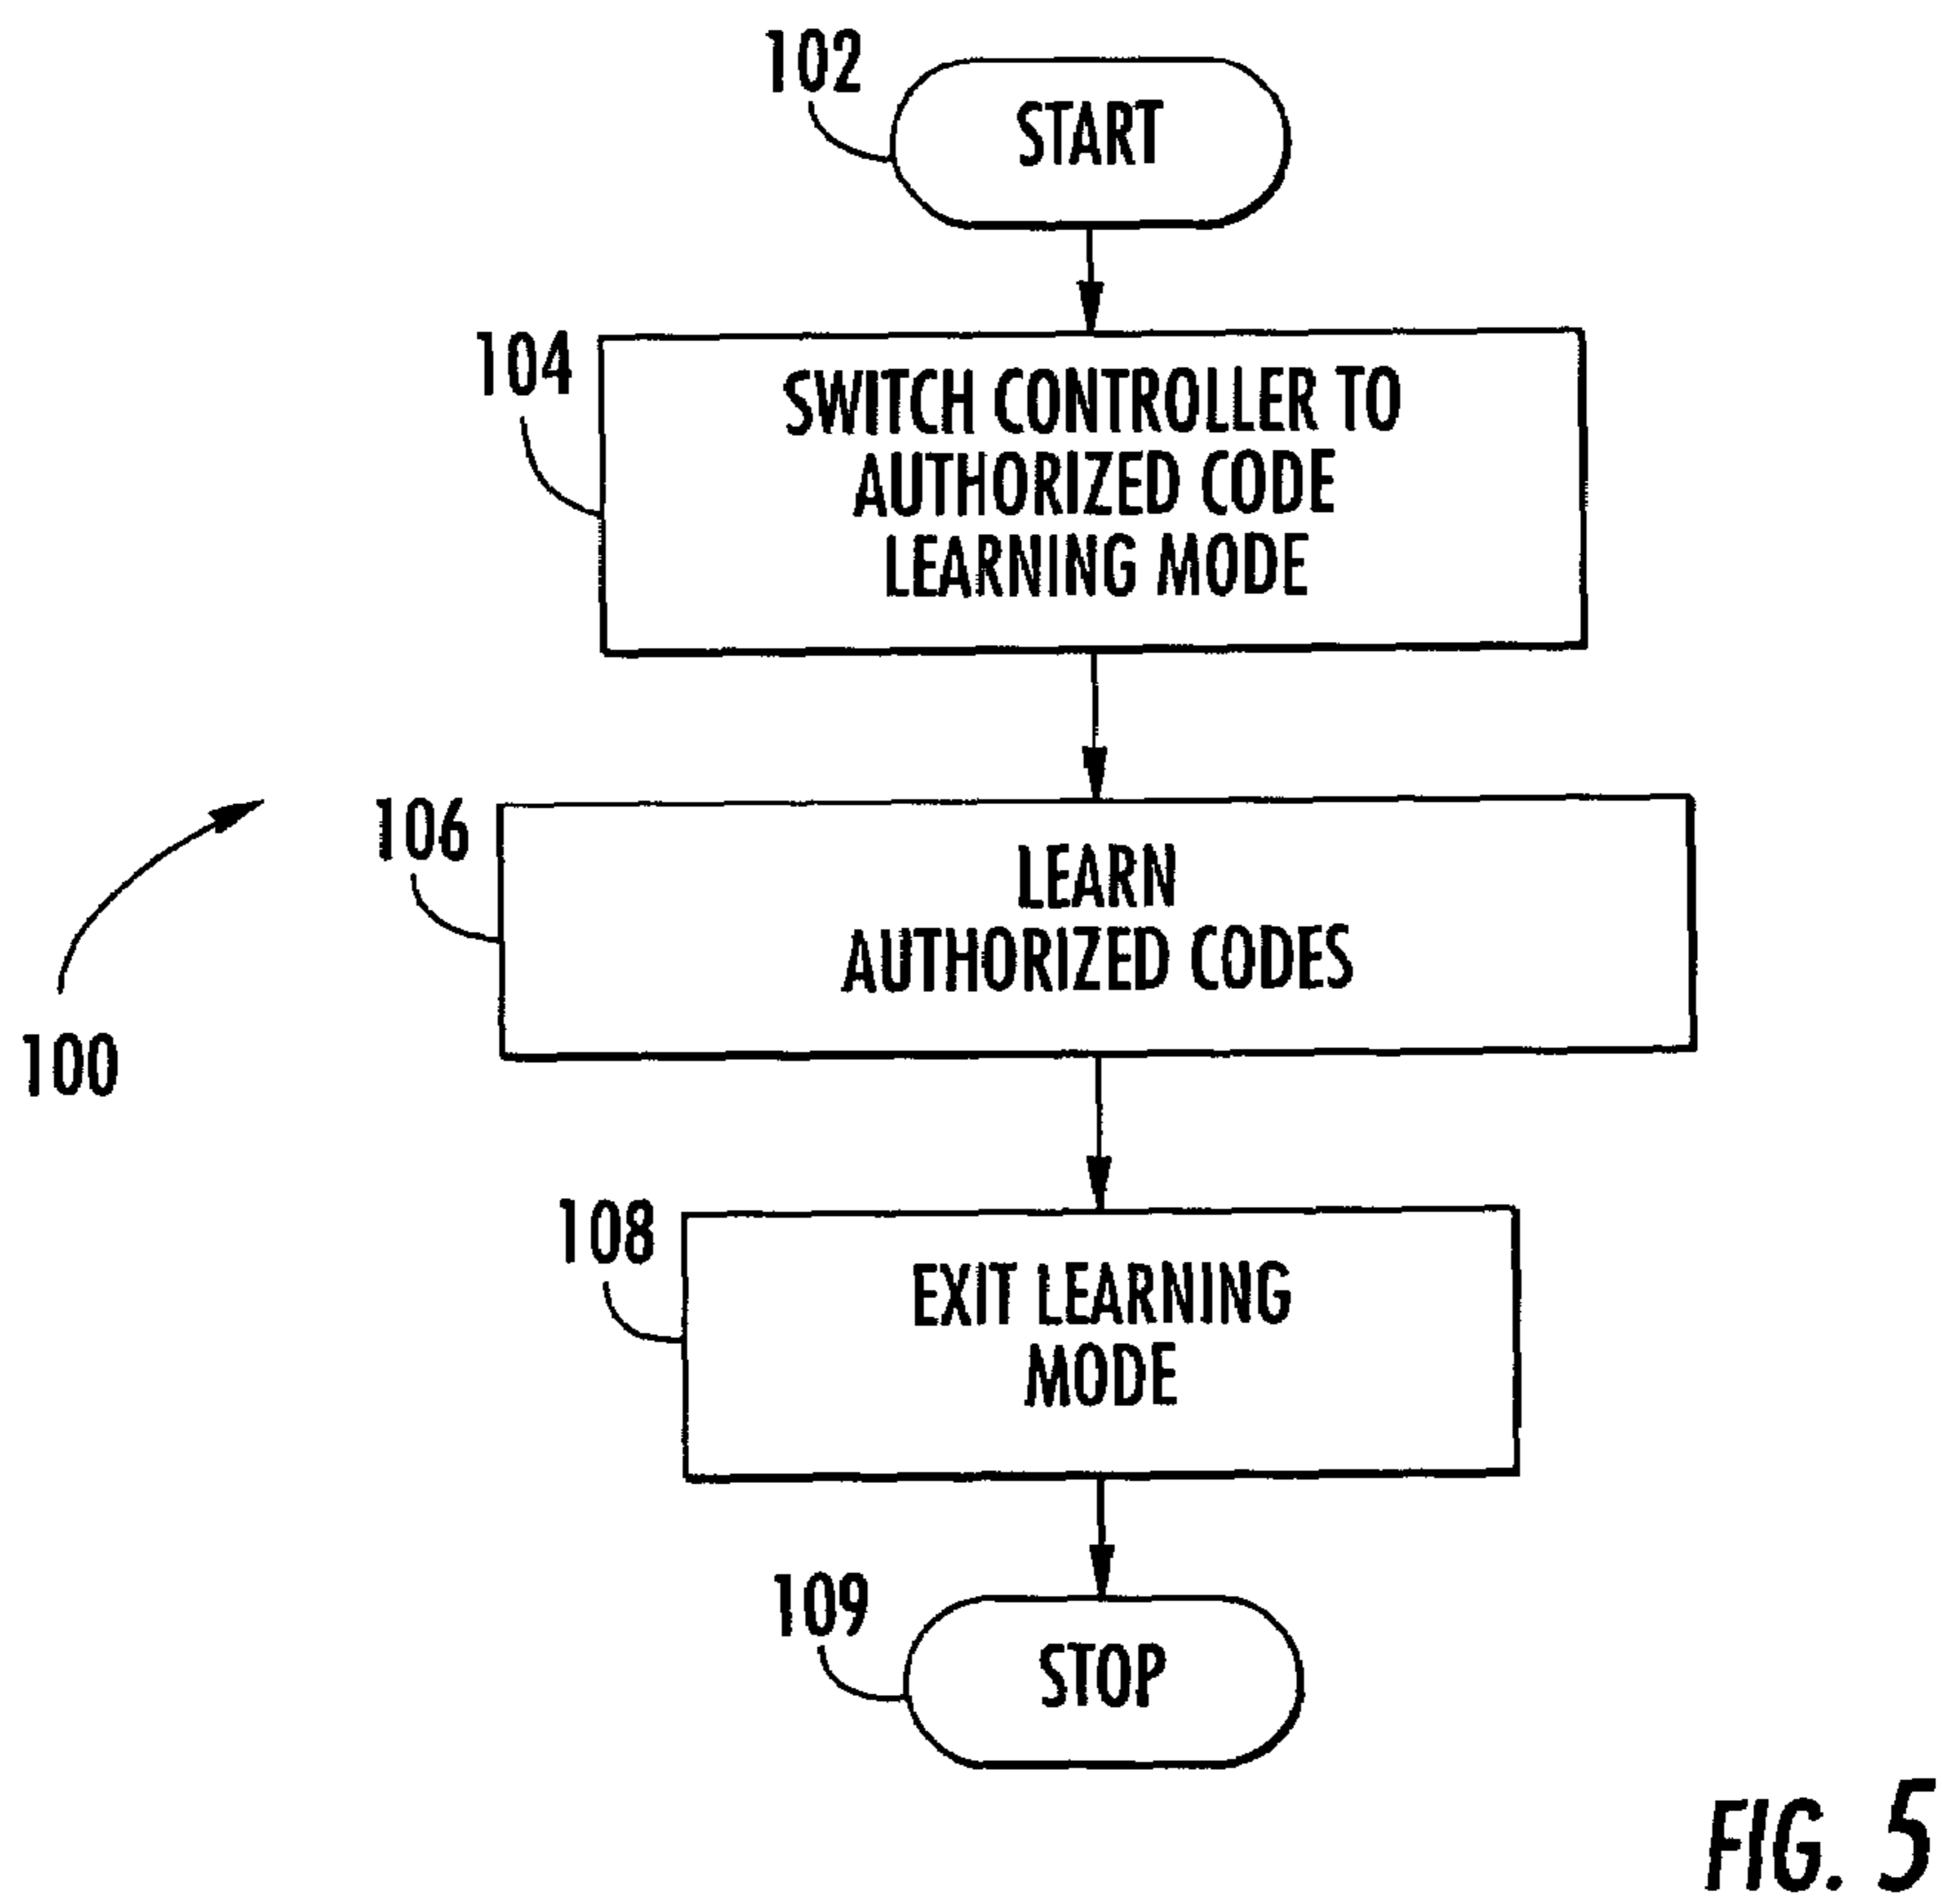 102
START
104
SWITCH CONTROLLER TO
AUTHORIZED CODE
LEARNING MODE
106
LEARN
AUTHORIZED CODES
100
108
EXIT LEARNING
MODE
109
STOP
FIG. 5